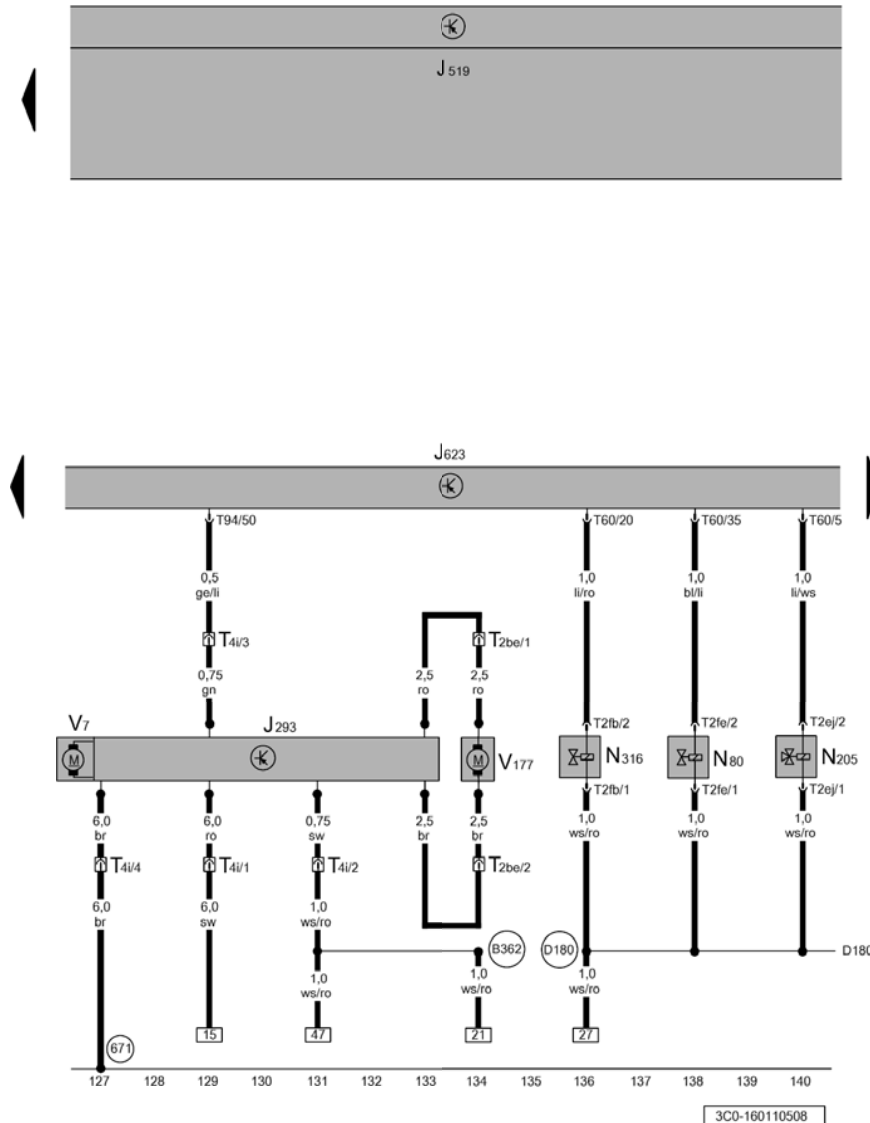 J 519
J623
T94/50 T60/20 T60/35 T60/5
0,5 1,0 1,0 1,0
ge/li li/ro bl/li li/ws
T4i/3 T2be/1
0,75 2,5 2,5
gn ro ro
V7 J293 T2fb/2 T2fe/2 T2ej/2
M M V177 N316 N80 N205
T2fb/1 T2fe/1 T2ej/1
6,0 6,0 0,75 2,5 2,5 1,0 1,0 1,0
br ro sw br br ws/ro ws/ro ws/ro
T4i/4 T4i/1 T4i/2 T2be/2
6,0 6,0 1,0
br sw ws/ro
B362 D180 D180
1,0 1,0 1,0
ws/ro ws/ro ws/ro
15 47 21 27
671
127 128 129 130 131 132 133 134 135 136 137 138 139 140
3C0-160110508